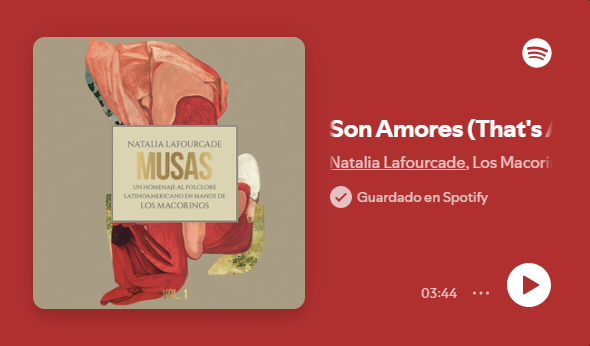 NATALIA LAFOURCADE
MUSAS
UN HOMENAJE AL FOLCLORE
LATINOAMERICANO EN MANOS DE
LOS MACORINOS
VOL. 1
Son Amores (That's A
Natalia Lafourcade, Los Macorin
Guardado en Spotify
03:44